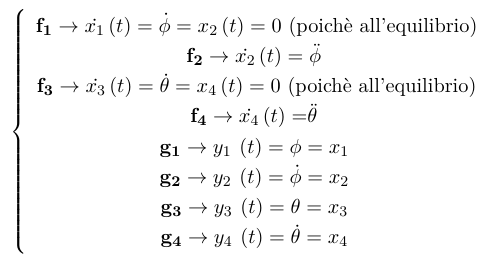 f₁ → ẋ₁ (t) = ϕ̇ = x₂ (t) = 0 (poichè all'equilibrio)
f₂ → ẋ₂ (t) = ϕ̈
f₃ → ẋ₃ (t) = θ̇ = x₄ (t) = 0 (poichè all'equilibrio)
f₄ → ẋ₄ (t) =θ̈
g₁ → y₁ (t) = ϕ = x₁
g₂ → y₂ (t) = ϕ̇ = x₂
g₃ → y₃ (t) = θ = x₃
g₄ → y₄ (t) = θ̇ = x₄